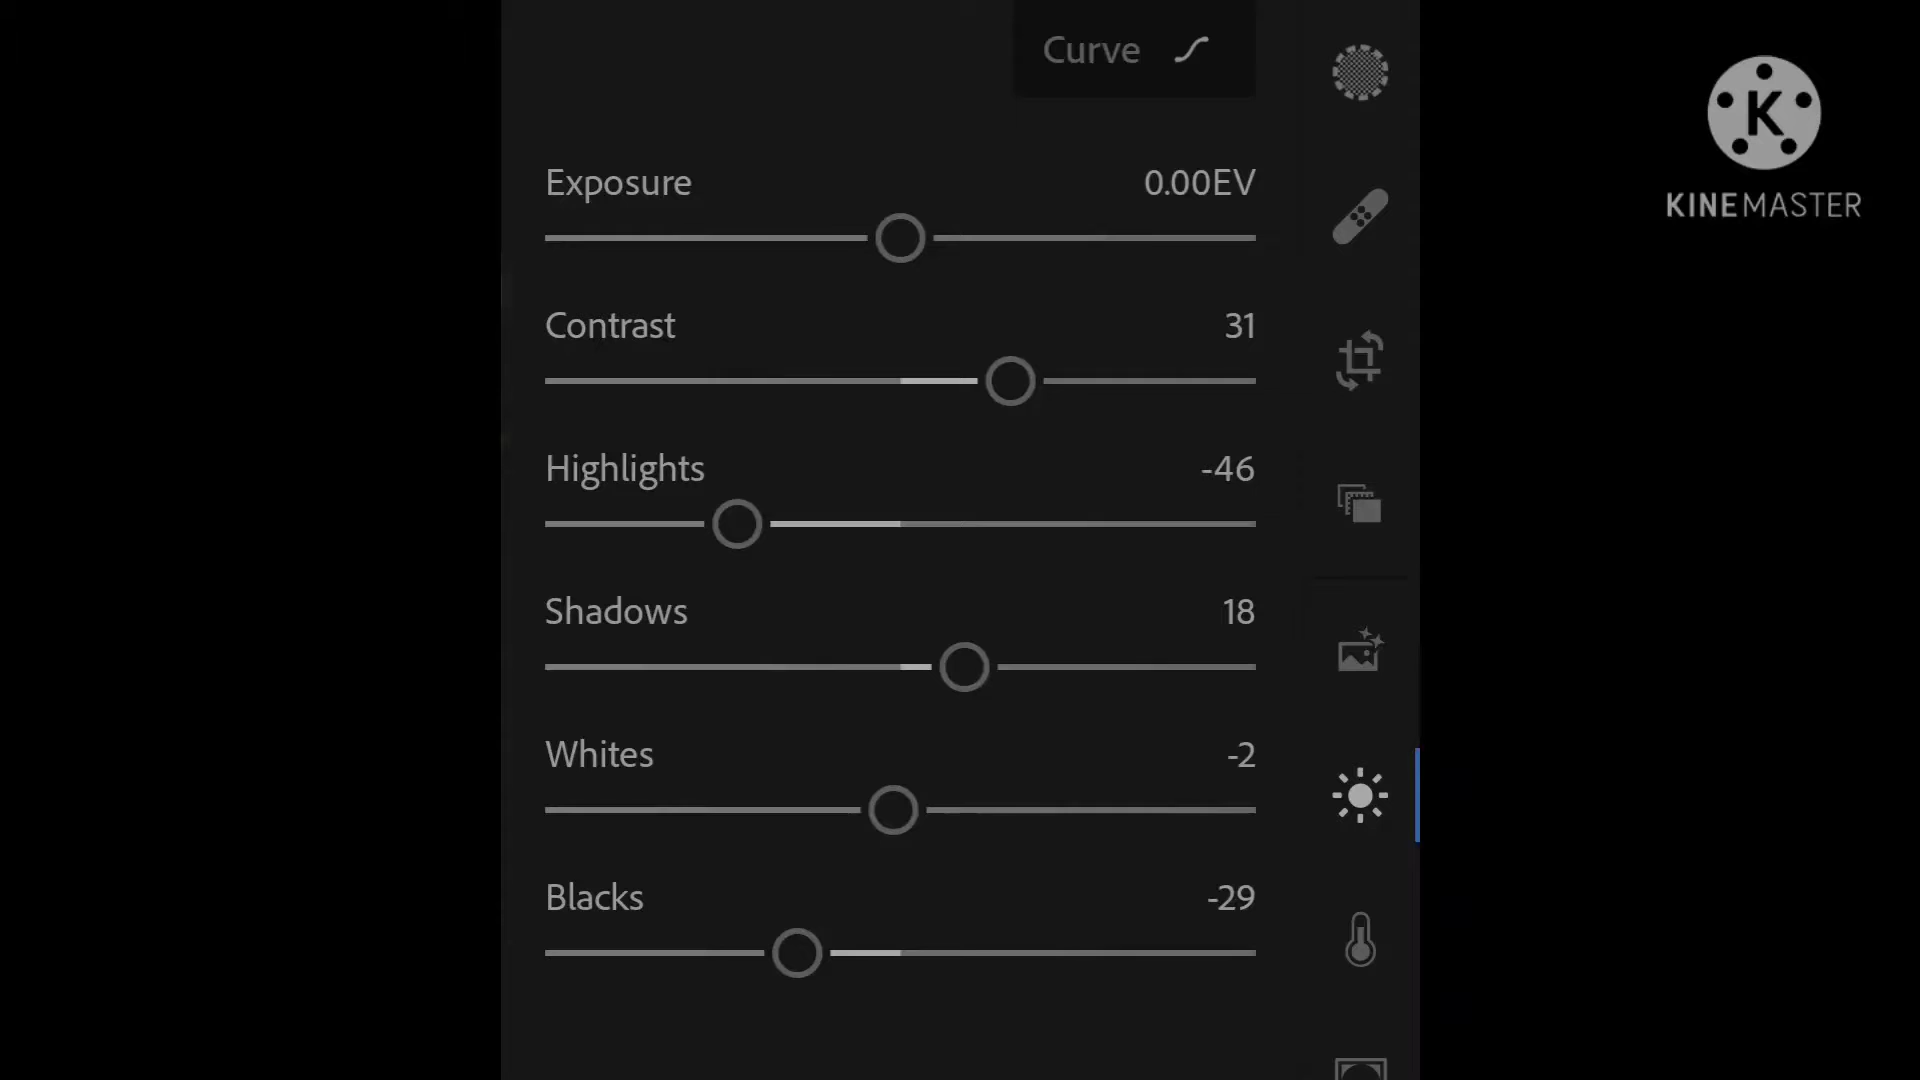 Curve
K
KINEMASTER
Exposure 0.00EV
Contrast 31
Highlights -46
Shadows 18
Whites -2
Blacks -29